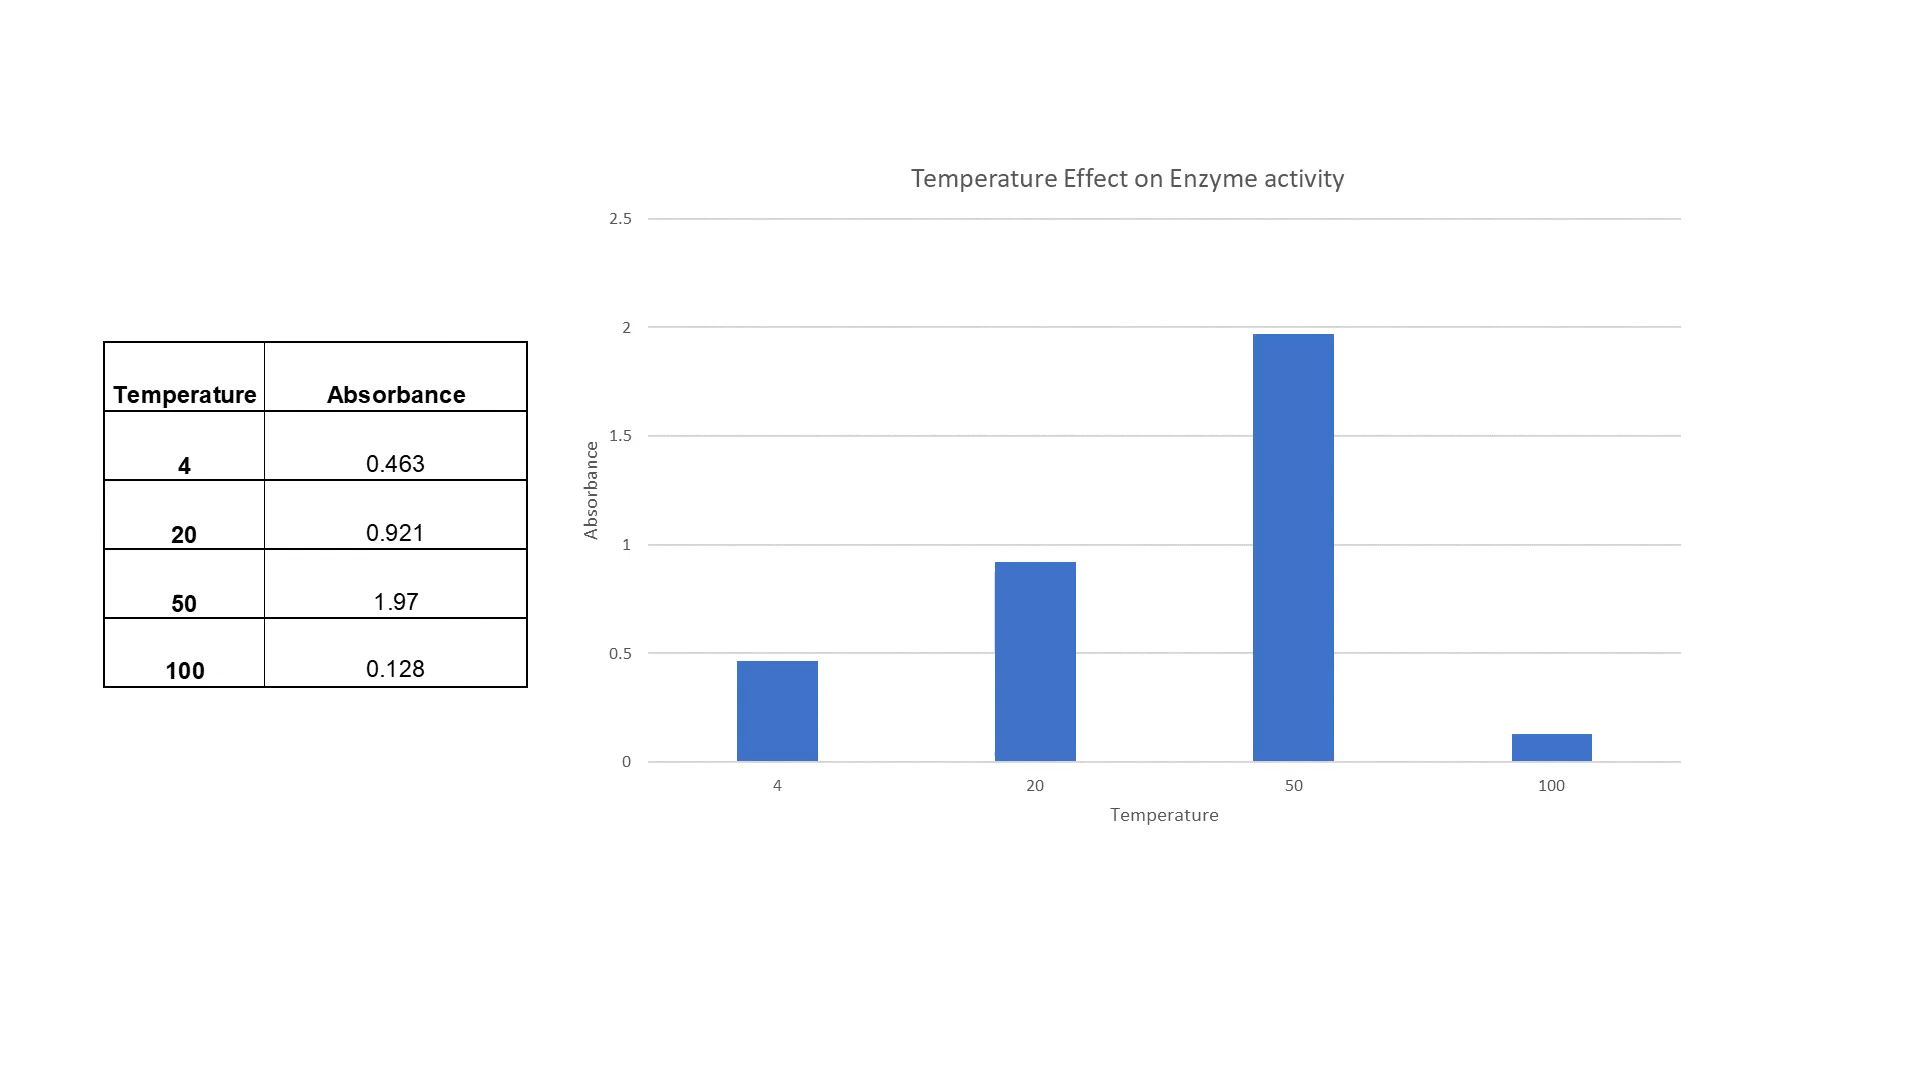 Temperature Absorbance
4 0.463
20 0.921
50 1.97
100 0.128
Temperature Effect on Enzyme activity
2.5
2
1.5
1
0.5
0
Absorbance
4 20 50 100
Temperature